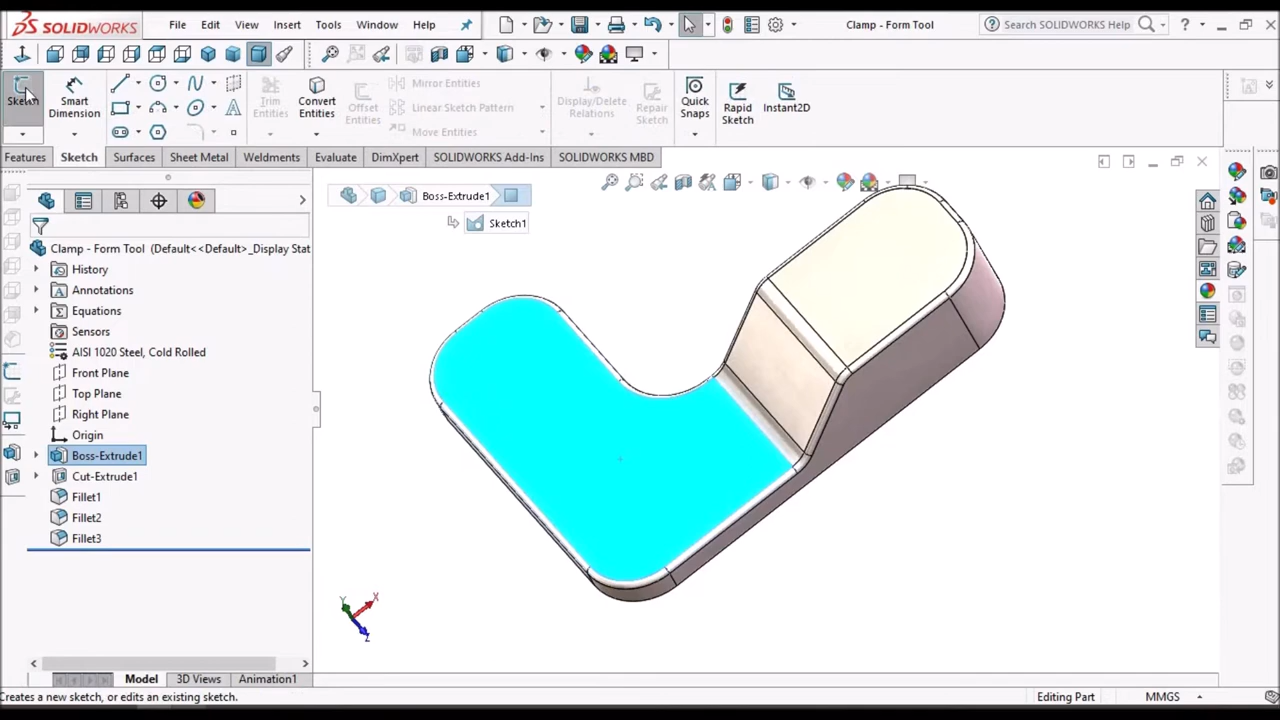 SOLIDWORKS File Edit View Insert Tools Window Help Clamp - Form Tool Search SOLIDWORKS Help ?
Sketch Smart Dimension Trim Entities Convert Entities Offset Entities Mirror Entities Linear Sketch Pattern Move Entities Display/Delete Relations Repair Sketch Quick Snaps Rapid Sketch Instant2D
Features Sketch Surfaces Sheet Metal Weldments Evaluate DimXpert SOLIDWORKS Add-Ins SOLIDWORKS MBD
Boss-Extrude1
Sketch1
Clamp - Form Tool (Default<<Default>_Display Stat
History
Annotations
Equations
Sensors
AISI 1020 Steel, Cold Rolled
Front Plane
Top Plane
Right Plane
Origin
Boss-Extrude1
Cut-Extrude1
Fillet1
Fillet2
Fillet3
Y X
Z
Model 3D Views Animation1
Creates a new sketch, or edits an existing sketch. Editing Part MMGS